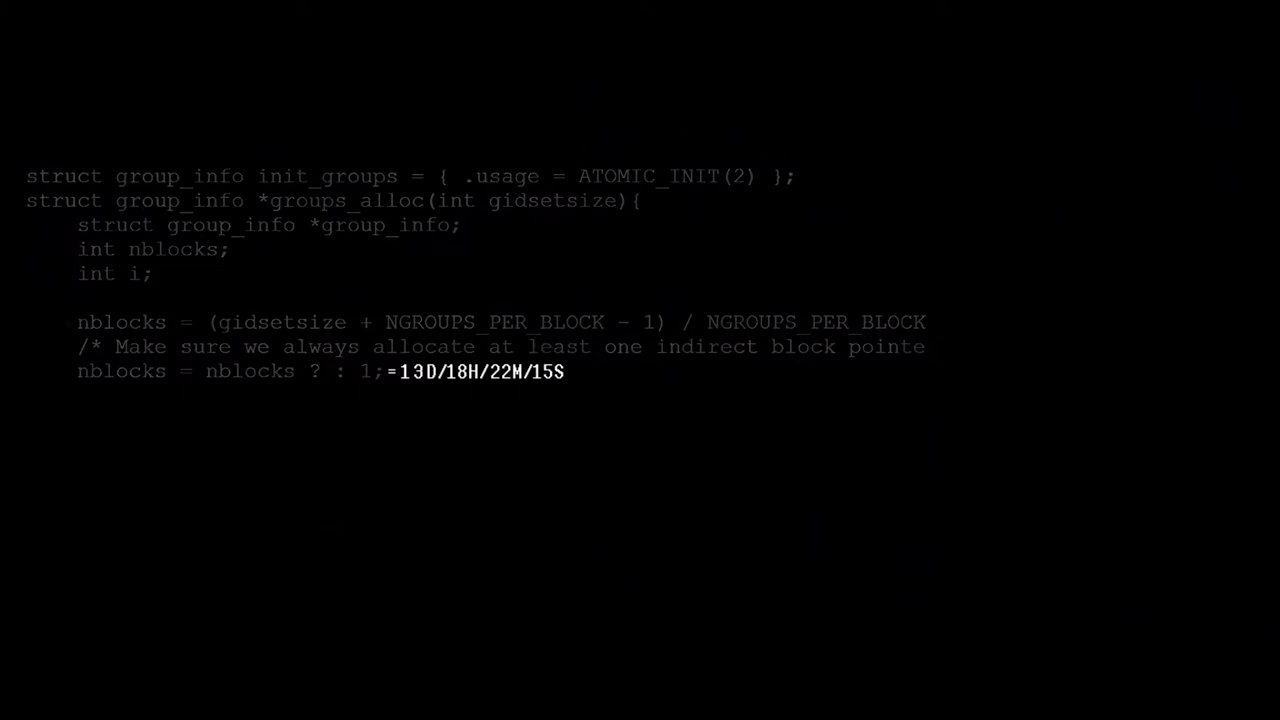 struct group_info init_groups = { .usage = ATOMIC_INIT(2) };
struct group_info *groups_alloc(int gidsetsize){
struct group_info *group_info;
int nblocks;
int i;
nblocks = (gidsetsize + NGROUPS_PER_BLOCK - 1) / NGROUPS_PER_BLOCK
/* Make sure we always allocate at least one indirect block pointe
nblocks = nblocks ? : 1;=13D/18H/22M/15S